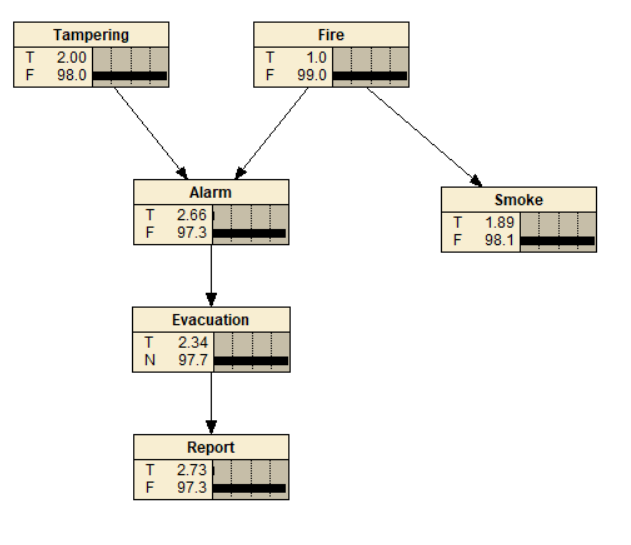 Tampering
T 2.00
F 98.0
Fire
T 1.0
F 99.0
Alarm
T 2.66
F 97.3
Smoke
T 1.89
F 98.1
Evacuation
T 2.34
N 97.7
Report
T 2.73
F 97.3